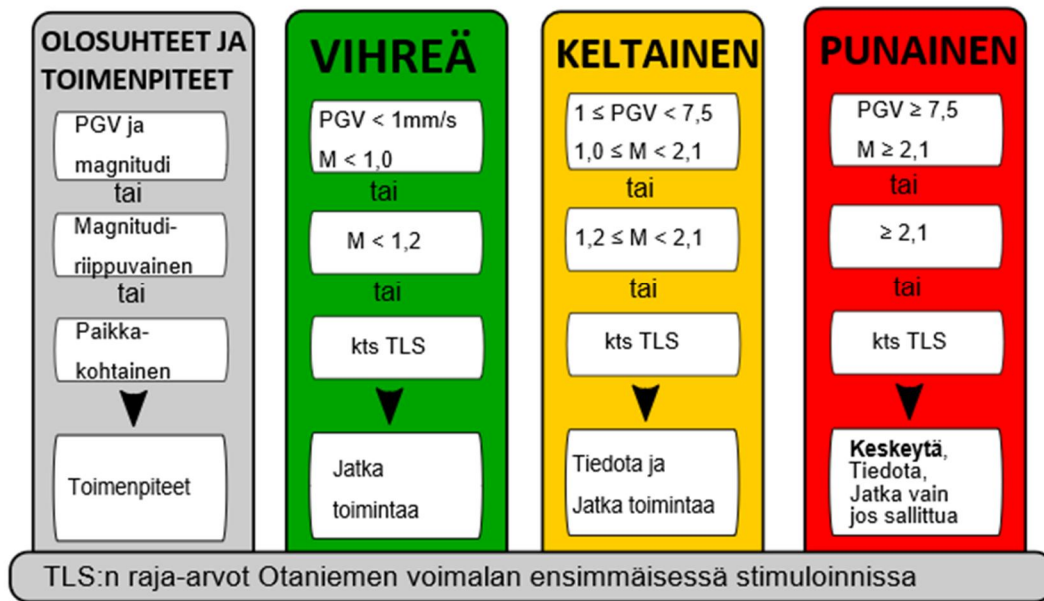 OLOSUHTEET JA
TOIMENPITEET
PGV ja
magnitudi
tai
Magnitudi-
riippuvainen
tai
Paikka-
kohtainen
Toimenpiteet
VIHREÄ
PGV < 1mm/s
M < 1,0
tai
M < 1,2
tai
kts TLS
Jatka
toimintaa
KELTAINEN
1 ≤ PGV < 7,5
1,0 ≤ M < 2,1
tai
1,2 ≤ M < 2,1
tai
kts TLS
Tiedota ja
Jatka toimintaa
PUNAINEN
PGV ≥ 7,5
M ≥ 2,1
tai
≥ 2,1
tai
kts TLS
Keskeytä,
Tiedota,
Jatka vain
jos sallittua
TLS:n raja-arvot Otaniemen voimalan ensimmäisessä stimuloinnissa